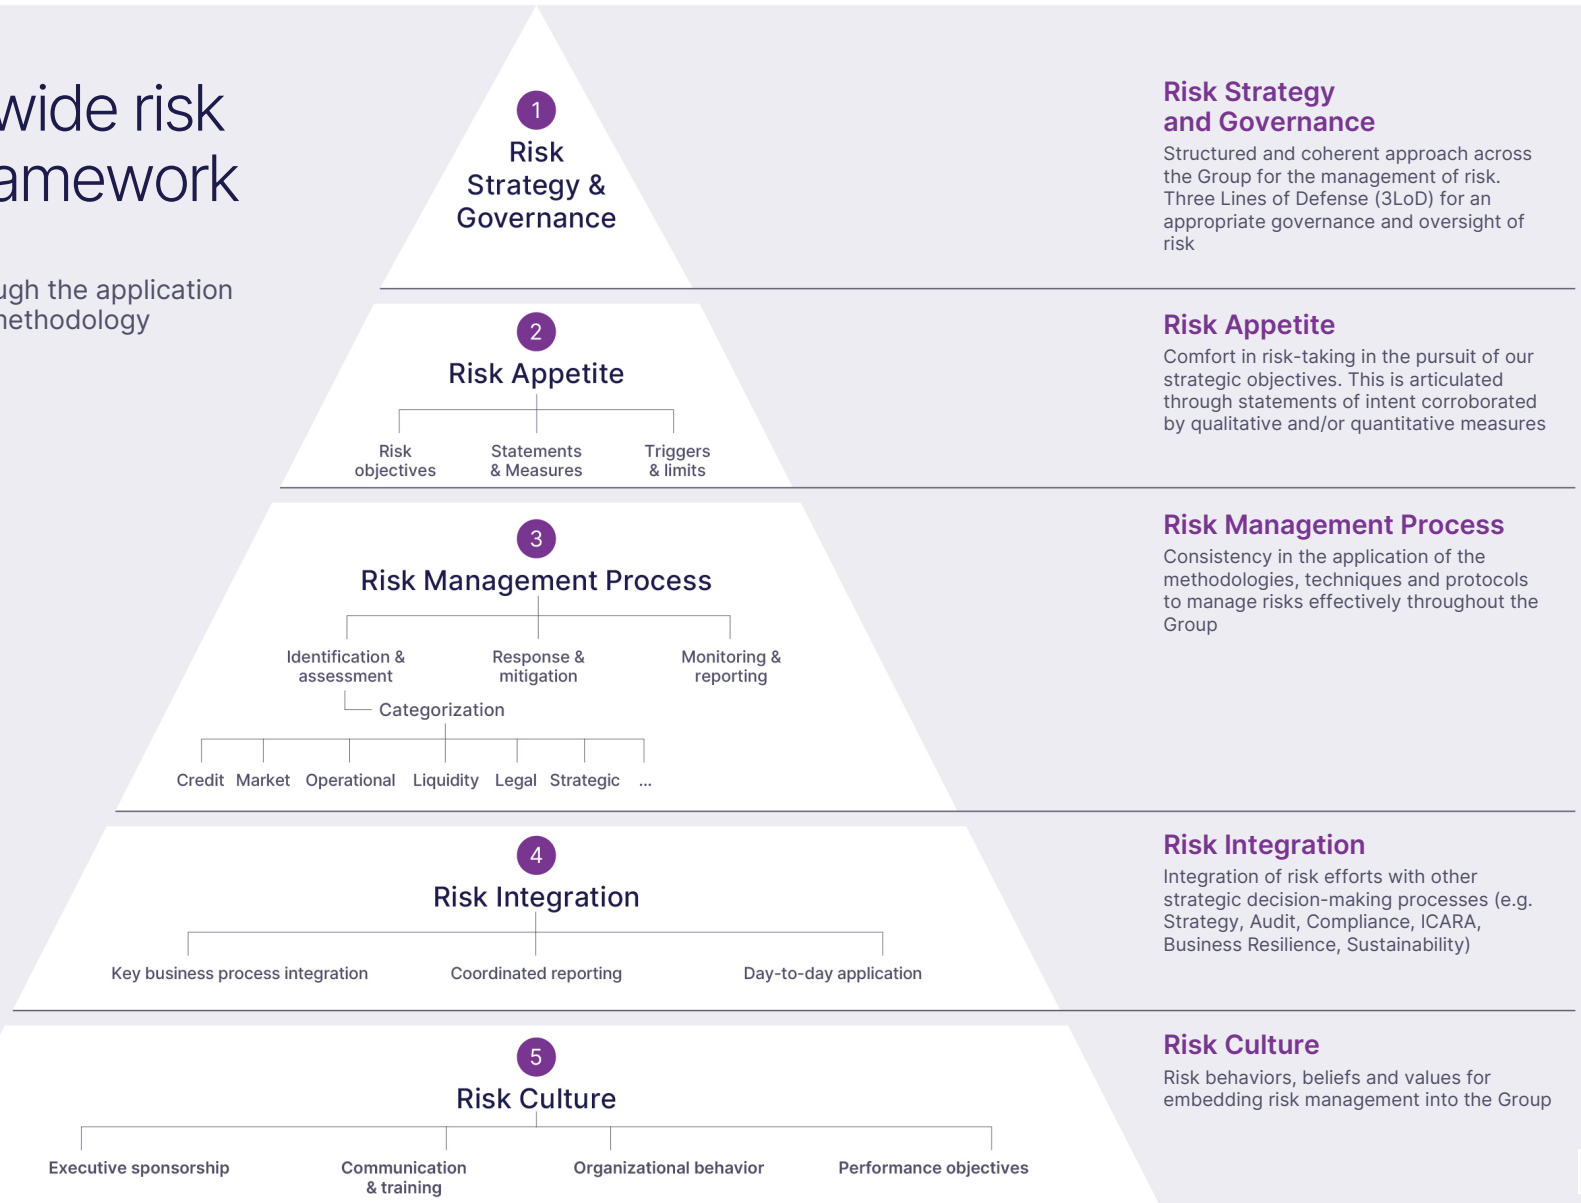 wide risk
amework
ugh the application
methodology
1
Risk
Strategy &
Governance
Risk Strategy
and Governance
Structured and coherent approach across
the Group for the management of risk.
Three Lines of Defense (3LoD) for an
appropriate governance and oversight of
risk
2
Risk Appetite
Risk
objectives
Statements
& Measures
Triggers
& limits
Risk Appetite
Comfort in risk-taking in the pursuit of our
strategic objectives. This is articulated
through statements of intent corroborated
by qualitative and/or quantitative measures
3
Risk Management Process
Identification &
assessment
Response &
mitigation
Monitoring &
reporting
Categorization
Credit Market Operational Liquidity Legal Strategic ...
Risk Management Process
Consistency in the application of the
methodologies, techniques and protocols
to manage risks effectively throughout the
Group
4
Risk Integration
Key business process integration
Coordinated reporting
Day-to-day application
Risk Integration
Integration of risk efforts with other
strategic decision-making processes (e.g.
Strategy, Audit, Compliance, ICARA,
Business Resilience, Sustainability)
5
Risk Culture
Executive sponsorship
Communication
& training
Organizational behavior
Performance objectives
Risk Culture
Risk behaviors, beliefs and values for
embedding risk management into the Group